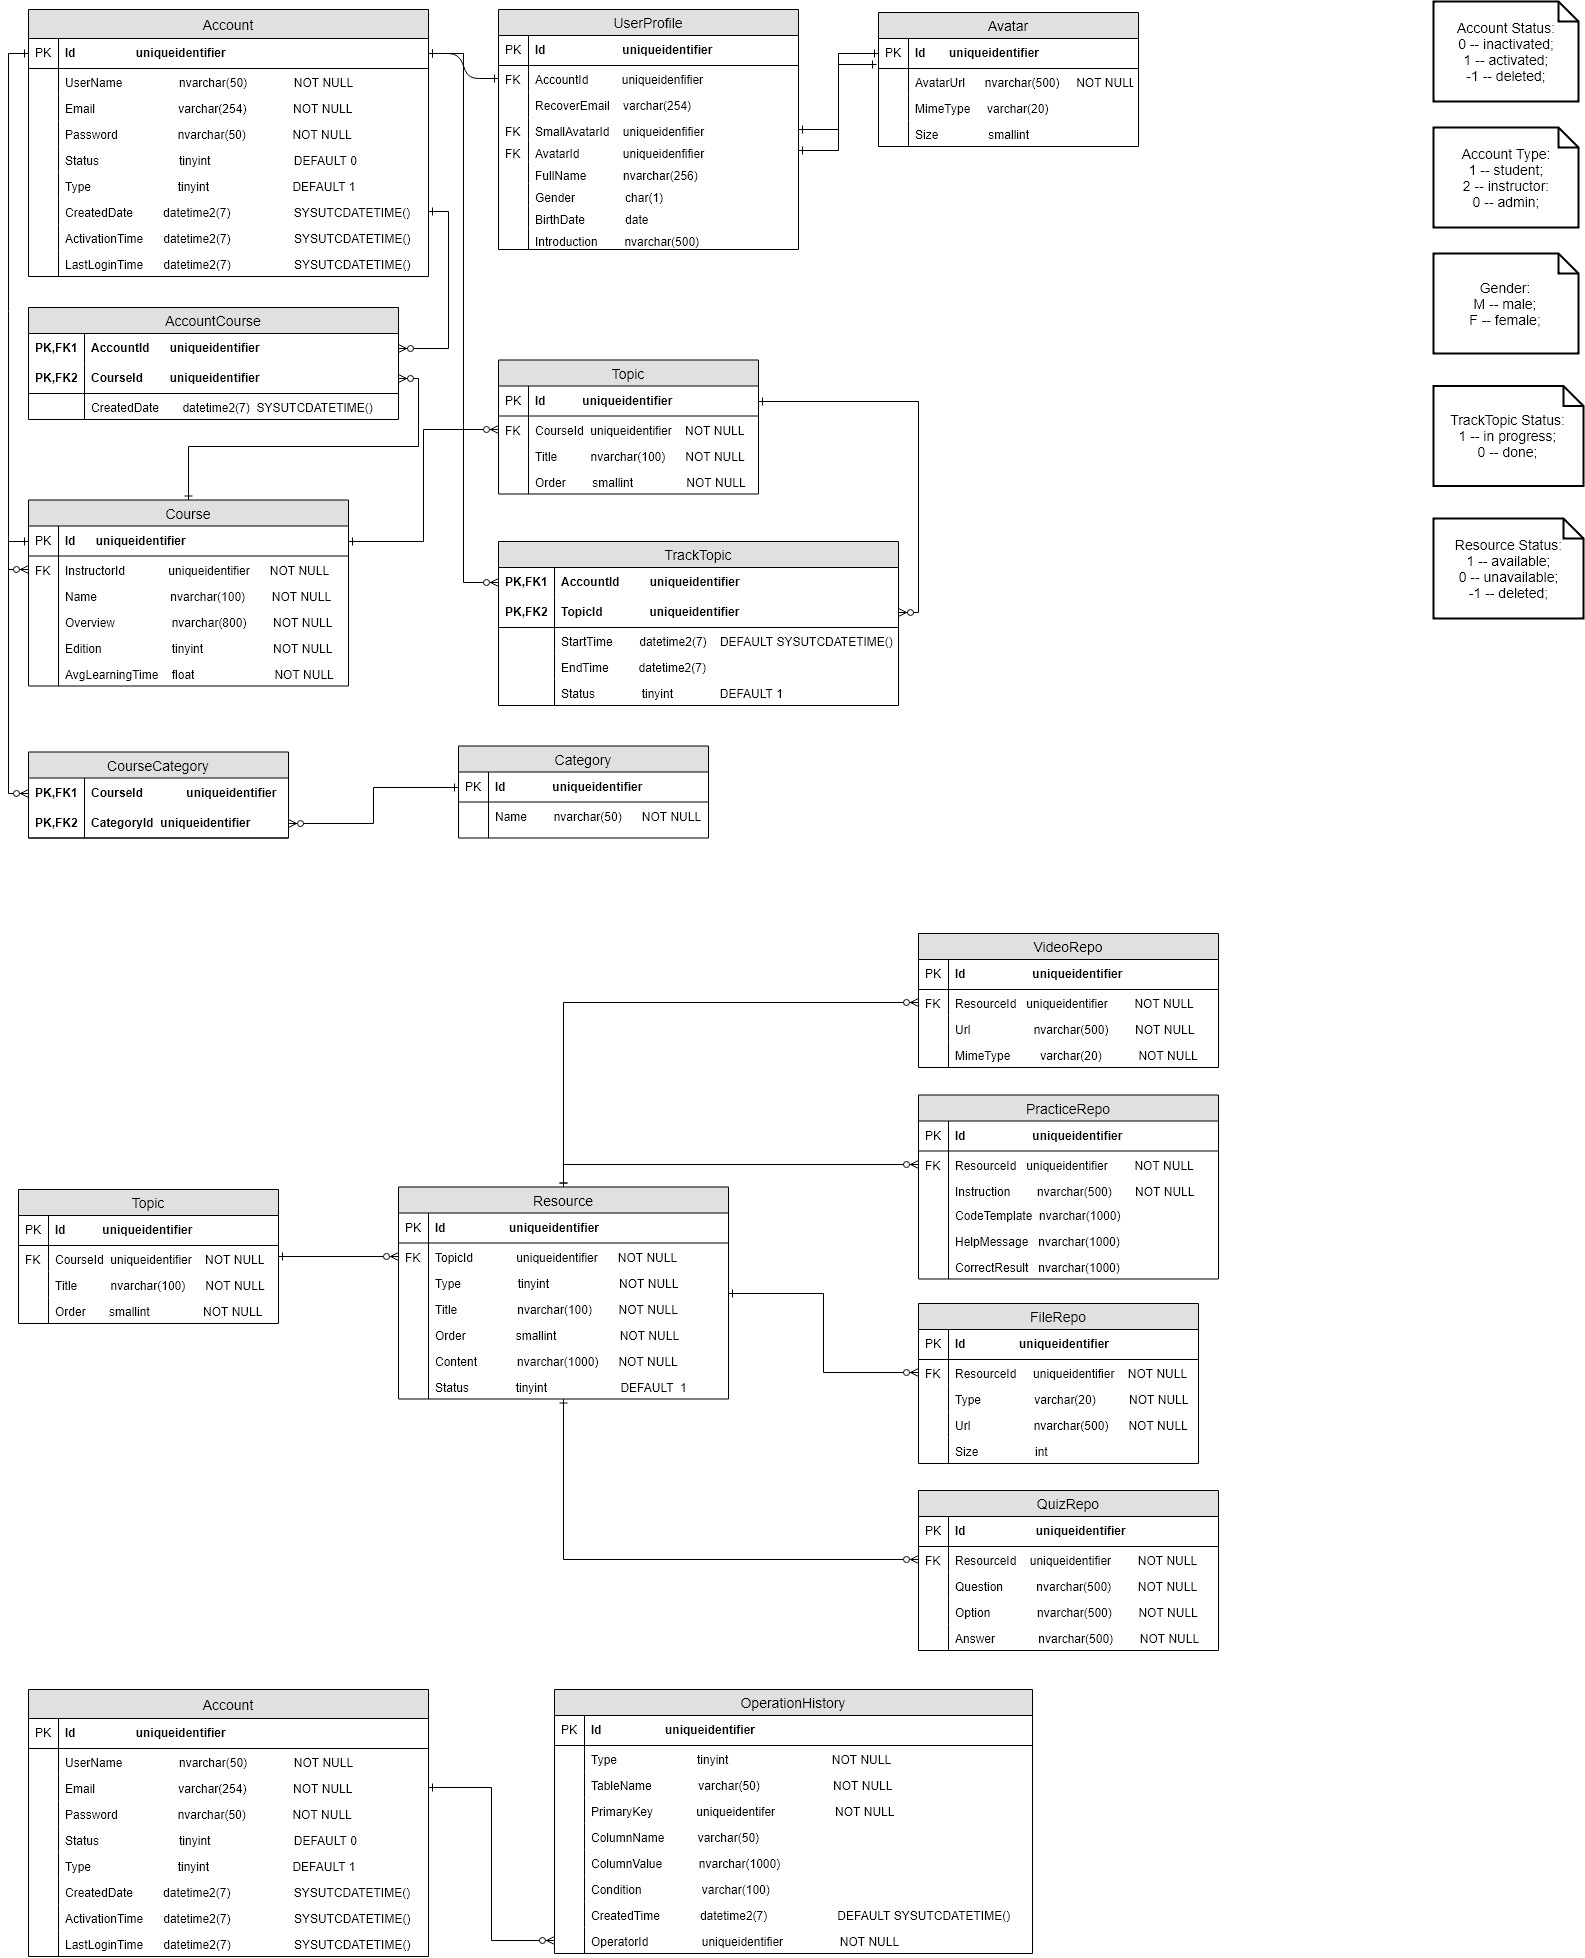 Account
PK Id uniqueidentifier
UserName nvarchar(50) NOT NULL
Email varchar(254) NOT NULL
Password nvarchar(50) NOT NULL
Status tinyint DEFAULT 0
Type tinyint DEFAULT 1
CreatedDate datetime2(7) SYSUTCDATETIME()
ActivationTime datetime2(7) SYSUTCDATETIME()
LastLoginTime datetime2(7) SYSUTCDATETIME()
UserProfile
PK Id uniqueidentifier
FK AccountId uniqueidenfifier
RecoverEmail varchar(254)
FK SmallAvatarId uniqueidenfifier
FK AvatarId uniqueidenfifier
FullName nvarchar(256)
Gender char(1)
BirthDate date
Introduction nvarchar(500)
Avatar
PK Id uniqueidentifier
AvatarUrl nvarchar(500) NOT NULL
MimeType varchar(20)
Size smallint
Account Status:
0 -- inactivated;
1 -- activated;
-1 -- deleted;
Account Type:
1 -- student;
2 -- instructor:
0 -- admin;
Gender:
M -- male;
F -- female;
TrackTopic Status:
1 -- in progress;
0 -- done;
Resource Status:
1 -- available;
0 -- unavailable;
-1 -- deleted;
AccountCourse
PK,FK1 AccountId uniqueidentifier
PK,FK2 CourseId uniqueidentifier
CreatedDate datetime2(7) SYSUTCDATETIME()
Topic
PK Id uniqueidentifier
FK CourseId uniqueidentifier NOT NULL
Title nvarchar(100) NOT NULL
Order smallint NOT NULL
Course
PK Id uniqueidentifier
FK InstructorId uniqueidentifier NOT NULL
Name nvarchar(100) NOT NULL
Overview nvarchar(800) NOT NULL
Edition tinyint NOT NULL
AvgLearningTime float NOT NULL
TrackTopic
PK,FK1 AccountId uniqueidentifier
PK,FK2 TopicId uniqueidentifier
StartTime datetime2(7) DEFAULT SYSUTCDATETIME()
EndTime datetime2(7)
Status tinyint DEFAULT 1
CourseCategory
PK,FK1 CourseId uniqueidentifier
PK,FK2 CategoryId uniqueidentifier
Category
PK Id uniqueidentifier
Name nvarchar(50) NOT NULL
VideoRepo
PK Id uniqueidentifier
FK ResourceId uniqueidentifier NOT NULL
Url nvarchar(500) NOT NULL
MimeType varchar(20) NOT NULL
PracticeRepo
PK Id uniqueidentifier
FK ResourceId uniqueidentifier NOT NULL
Instruction nvarchar(500) NOT NULL
CodeTemplate nvarchar(1000)
HelpMessage nvarchar(1000)
CorrectResult nvarchar(1000)
Topic
PK Id uniqueidentifier
FK CourseId uniqueidentifier NOT NULL
Title nvarchar(100) NOT NULL
Order smallint NOT NULL
Resource
PK Id uniqueidentifier
FK TopicId uniqueidentifier NOT NULL
Type tinyint NOT NULL
Title nvarchar(100) NOT NULL
Order smallint NOT NULL
Content nvarchar(1000) NOT NULL
Status tinyint DEFAULT 1
FileRepo
PK Id uniqueidentifier
FK ResourceId uniqueidentifier NOT NULL
Type varchar(20) NOT NULL
Url nvarchar(500) NOT NULL
Size int
QuizRepo
PK Id uniqueidentifier
FK ResourceId uniqueidentifier NOT NULL
Question nvarchar(500) NOT NULL
Option nvarchar(500) NOT NULL
Answer nvarchar(500) NOT NULL
Account
PK Id uniqueidentifier
UserName nvarchar(50) NOT NULL
Email varchar(254) NOT NULL
Password nvarchar(50) NOT NULL
Status tinyint DEFAULT 0
Type tinyint DEFAULT 1
CreatedDate datetime2(7) SYSUTCDATETIME()
ActivationTime datetime2(7) SYSUTCDATETIME()
LastLoginTime datetime2(7) SYSUTCDATETIME()
OperationHistory
PK Id uniqueidentifier
Type tinyint NOT NULL
TableName varchar(50) NOT NULL
PrimaryKey uniqueidentifer NOT NULL
ColumnName varchar(50)
ColumnValue nvarchar(1000)
Condition varchar(100)
CreatedTime datetime2(7) DEFAULT SYSUTCDATETIME()
OperatorId uniqueidentifier NOT NULL